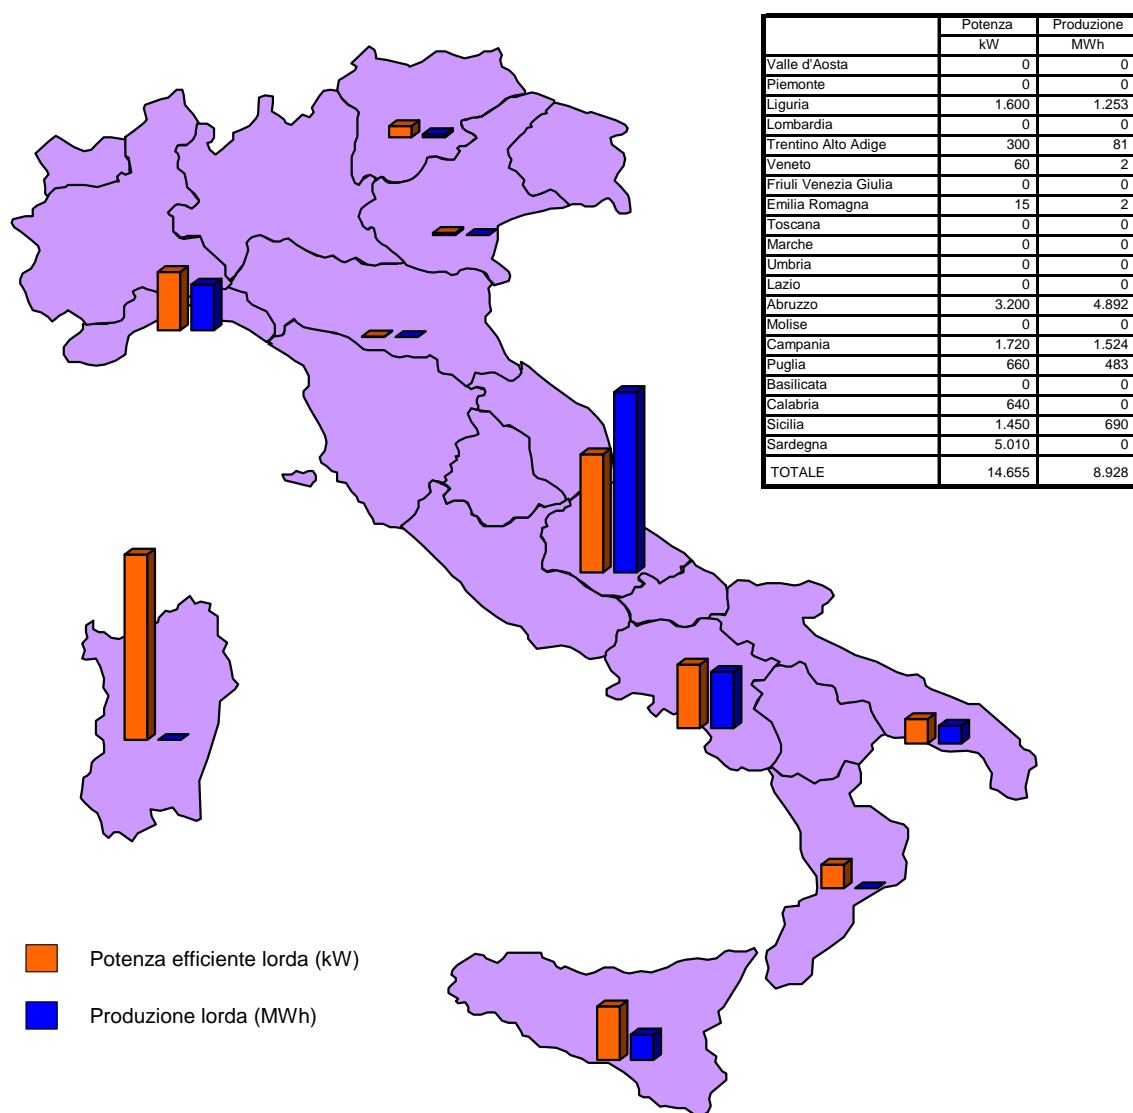 Potenza Produzione
kW MWh
Valle d'Aosta 0 0
Piemonte 0 0
Liguria 1.600 1.253
Lombardia 0 0
Trentino Alto Adige 300 81
Veneto 60 2
Friuli Venezia Giulia 0 0
Emilia Romagna 15 2
Toscana 0 0
Marche 0 0
Umbria 0 0
Lazio 0 0
Abruzzo 3.200 4.892
Molise 0 0
Campania 1.720 1.524
Puglia 660 483
Basilicata 0 0
Calabria 640 0
Sicilia 1.450 690
Sardegna 5.010 0
TOTALE 14.655 8.928
Potenza efficiente lorda (kW)
Produzione lorda (MWh)